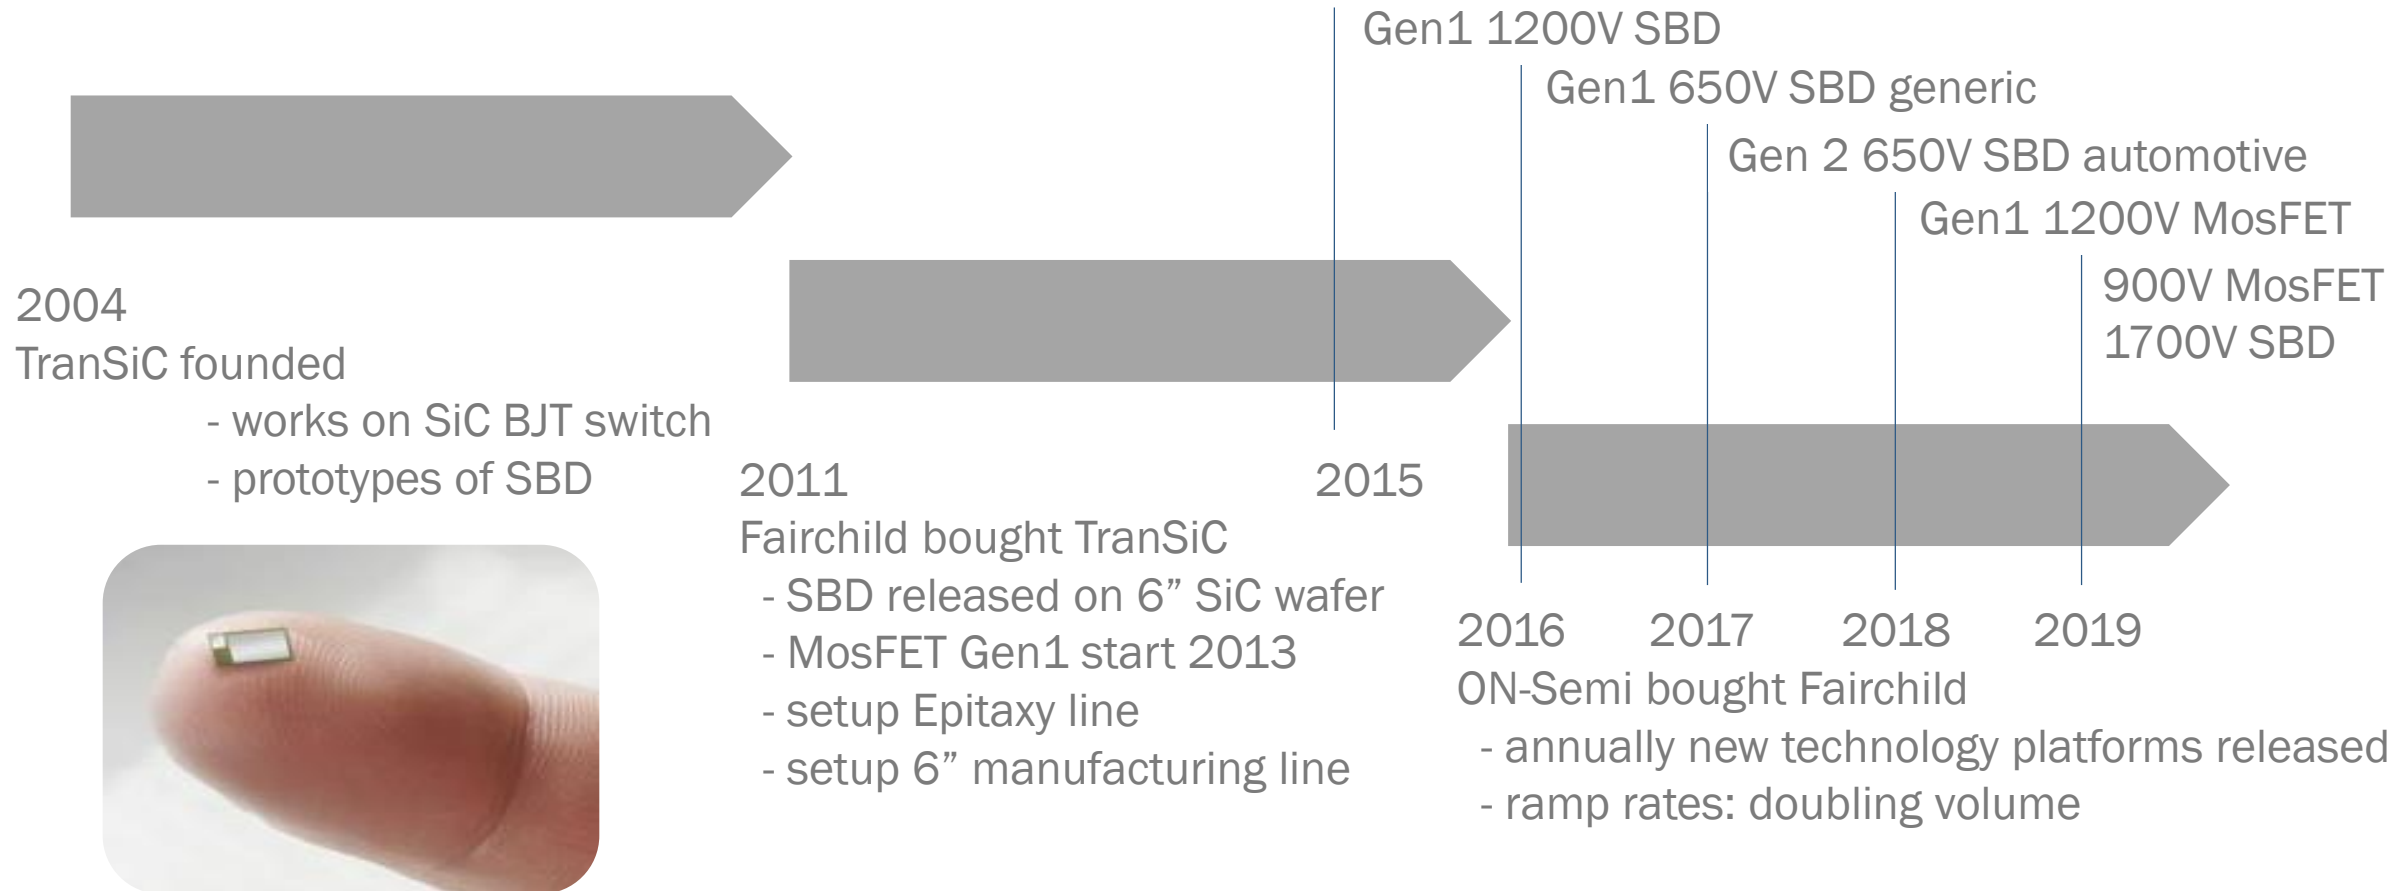 Gen1 1200V SBD
Gen1 650V SBD generic
Gen 2 650V SBD automotive
Gen1 1200V MosFET
900V MosFET
1700V SBD
2004
TranSiC founded
- works on SiC BJT switch
- prototypes of SBD
2011
Fairchild bought TranSiC
- SBD released on 6” SiC wafer
- MosFET Gen1 start 2013
- setup Epitaxy line
- setup 6” manufacturing line
2015
2016 2017 2018 2019
ON-Semi bought Fairchild
- annually new technology platforms released
- ramp rates: doubling volume